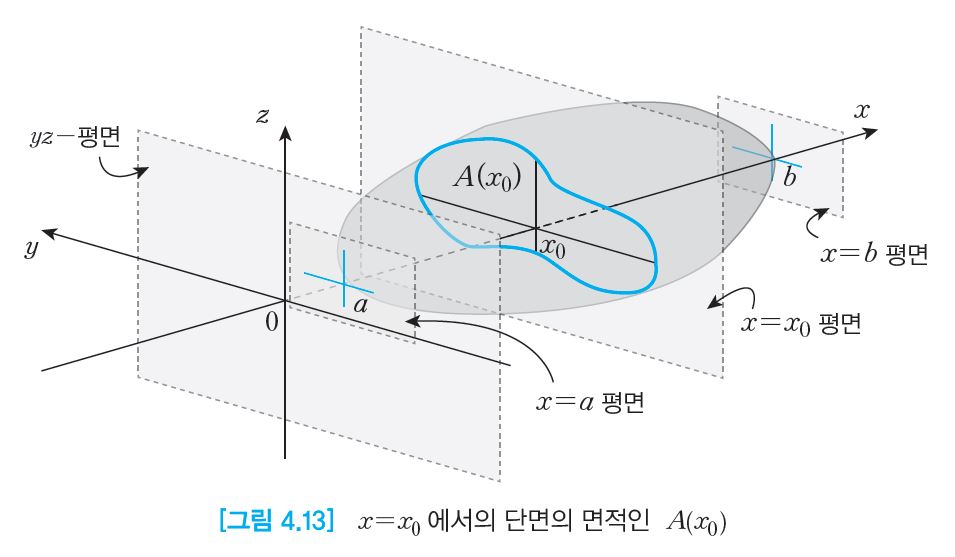 z
x
yz－평면
A(x₀)
b
y
x₀
x=b 평면
a
0
x=x₀ 평면
x=a 평면
[그림 4.13] x=x₀ 에서의 단면의 면적인 A(x₀)